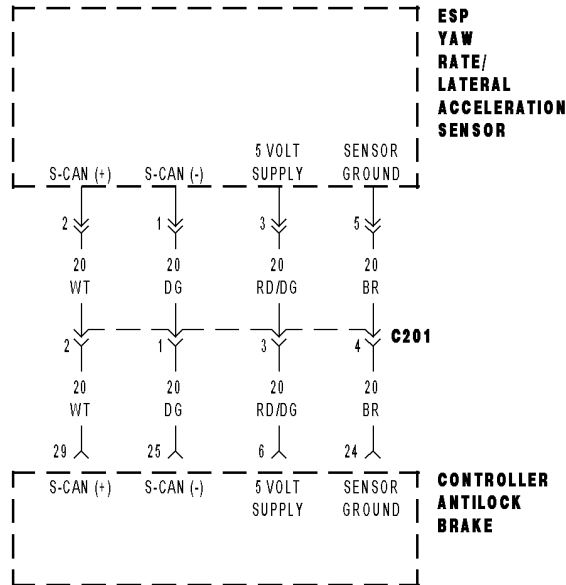 ESP
YAW
RATE/
LATERAL
ACCELERATION
SENSOR
S-CAN (+) S-CAN (-) 5 VOLT SUPPLY SENSOR GROUND
2 1 3 5
20 20 20 20
WT DG RD/DG BR
2 1 3 4 C201
20 20 20 20
WT DG RD/DG BR
29 25 6 24
S-CAN (+) S-CAN (-) 5 VOLT SUPPLY SENSOR GROUND
CONTROLLER
ANTILOCK
BRAKE